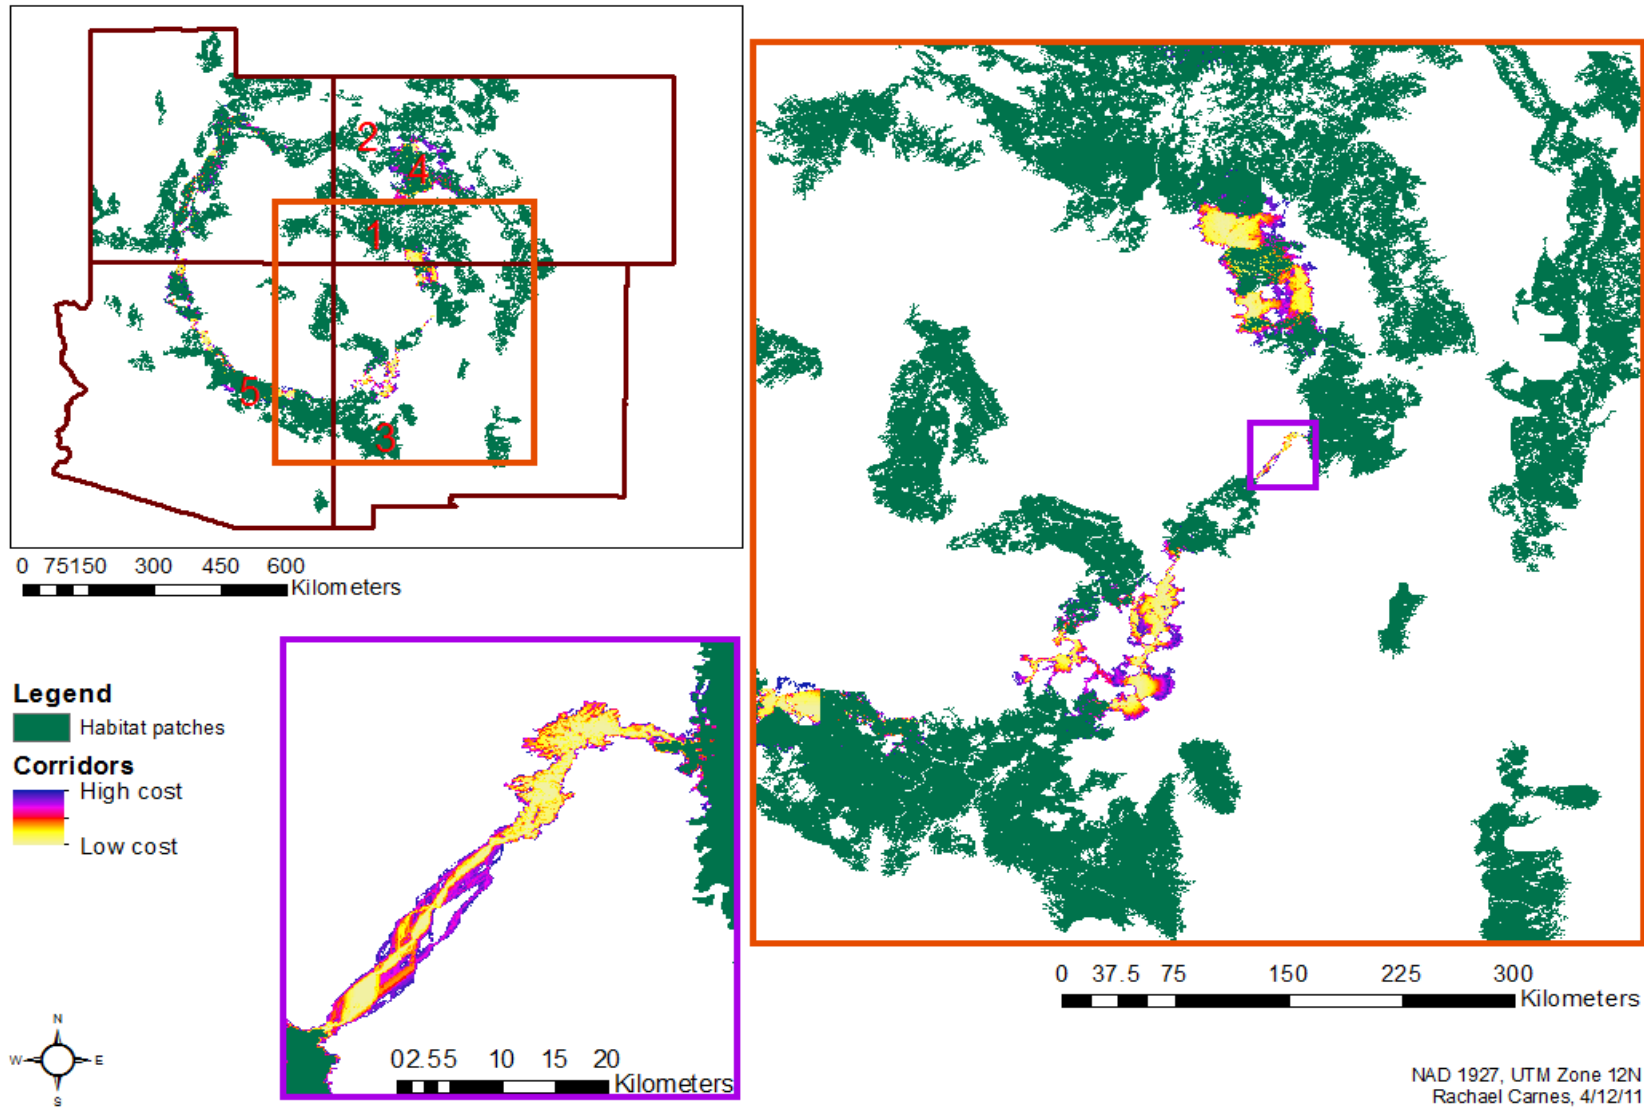 2
4
1
5
3
0 75150 300 450 600
Kilometers
Legend
Habitat patches
Corridors
High cost
Low cost
02.55 10 15 20
Kilometers
0 37.5 75 150 225 300
Kilometers
N
W E
S
NAD 1927, UTM Zone 12N
Rachael Carnes, 4/12/11